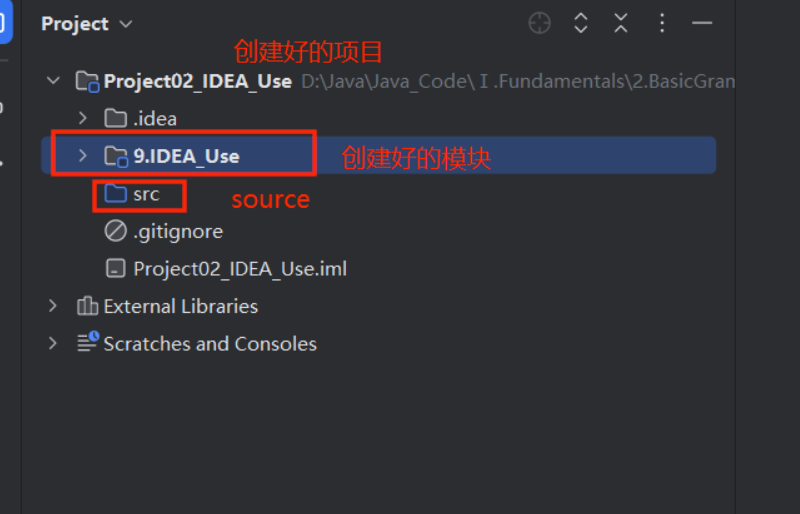 Project
创建好的项目
Project02_IDEA_Use D:\Java\Java_Code\Ⅰ.Fundamentals\2.BasicGram
.idea
9.IDEA_Use 创建好的模块
src source
.gitignore
Project02_IDEA_Use.iml
External Libraries
Scratches and Consoles